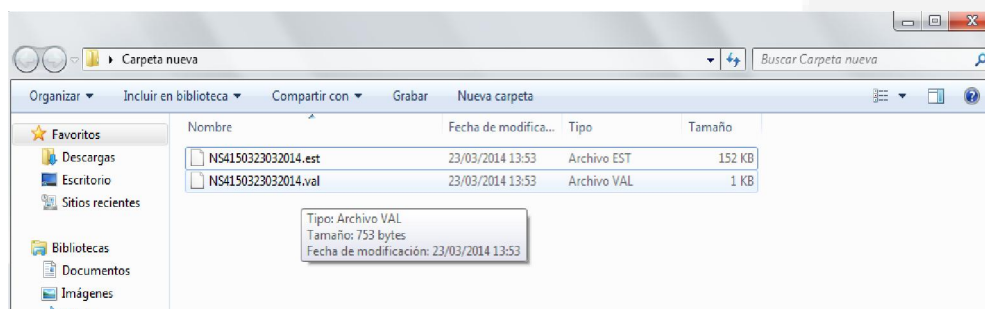 Carpeta nueva
Buscar Carpeta nueva
Organizar
Incluir en biblioteca
Compartir con
Grabar
Nueva carpeta
Favoritos
Descargas
Escritorio
Sitios recientes
Bibliotecas
Documentos
Imágenes
Nombre Fecha de modifica... Tipo Tamaño
NS4150323032014.est 23/03/2014 13:53 Archivo EST 152 KB
NS4150323032014.val 23/03/2014 13:53 Archivo VAL 1 KB
Tipo: Archivo VAL
Tamaño: 753 bytes
Fecha de modificación: 23/03/2014 13:53